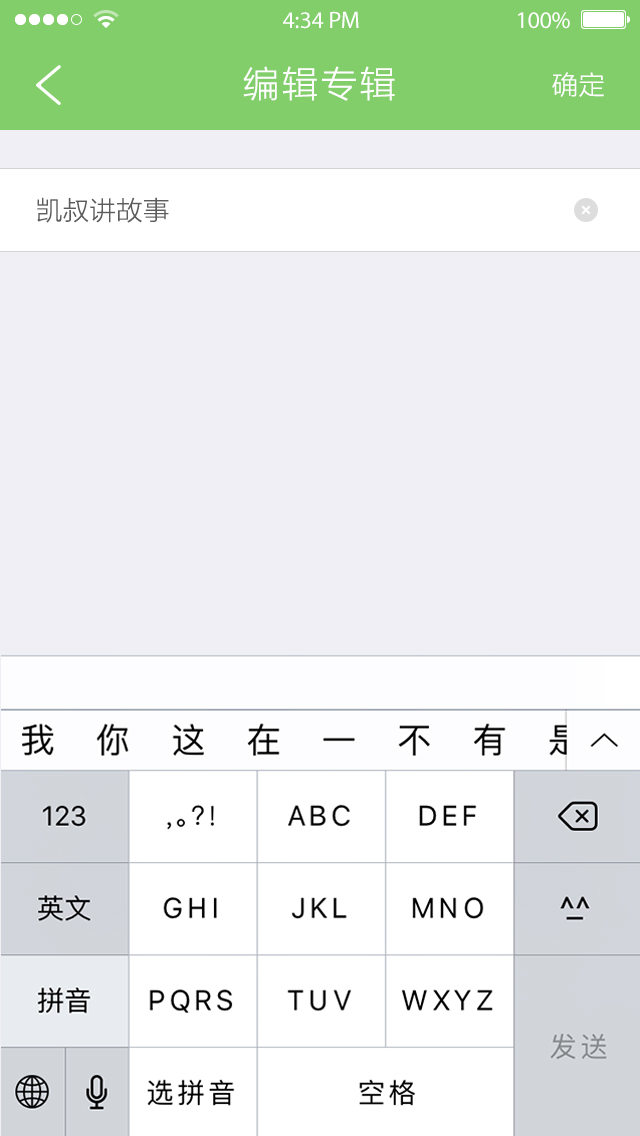 4:34 PM 100%
编辑专辑 确定
凯叔讲故事
我 你 这 在 一 不 有 是
123 ,。?! ABC DEF
英文 GHI JKL MNO ^^
拼音 PQRS TUV WXYZ
发送
选拼音 空格